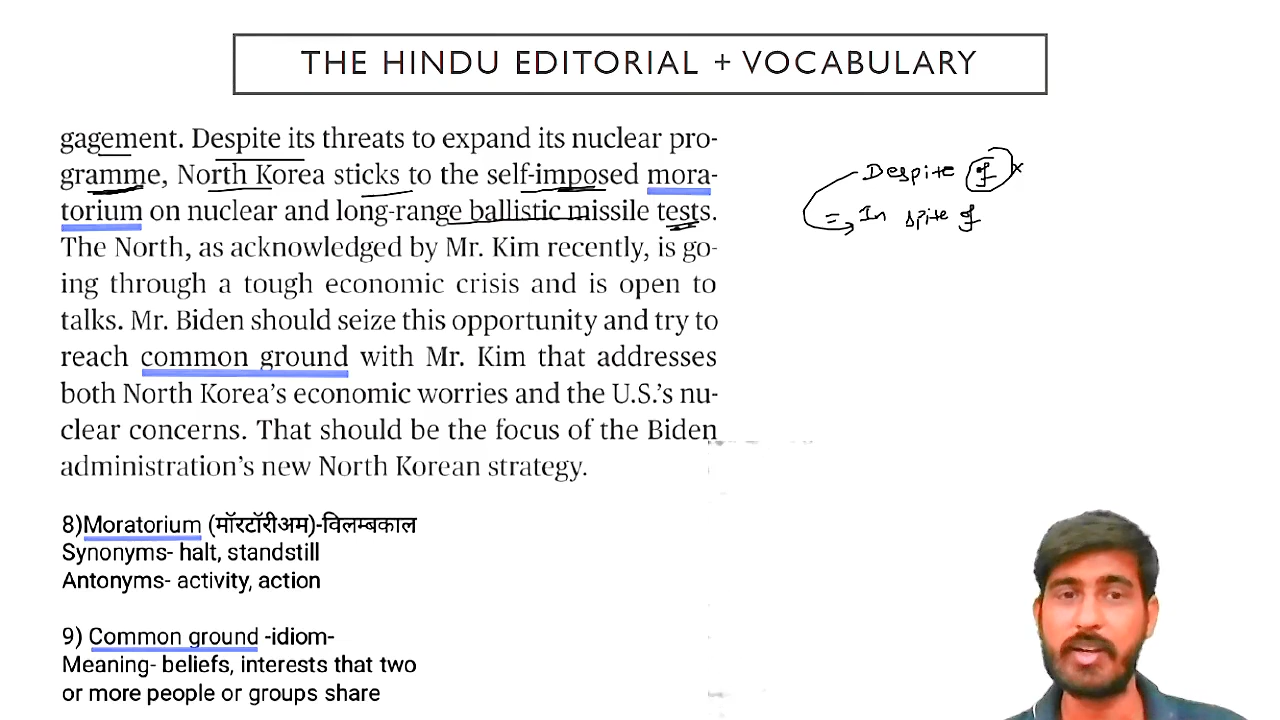 THE HINDU EDITORIAL + VOCABULARY
gagement. Despite its threats to expand its nuclear pro-
gramme, North Korea sticks to the self-imposed mora-
torium on nuclear and long-range ballistic missile tests.
The North, as acknowledged by Mr. Kim recently, is go-
ing through a tough economic crisis and is open to
talks. Mr. Biden should seize this opportunity and try to
reach common ground with Mr. Kim that addresses
both North Korea's economic worries and the U.S.'s nu-
clear concerns. That should be the focus of the Biden
administration's new North Korean strategy.
Despite of x
= In spite of
8)Moratorium (मॉरटॉरीअम)-विलम्बकाल
Synonyms- halt, standstill
Antonyms- activity, action
9) Common ground -idiom-
Meaning- beliefs, interests that two
or more people or groups share